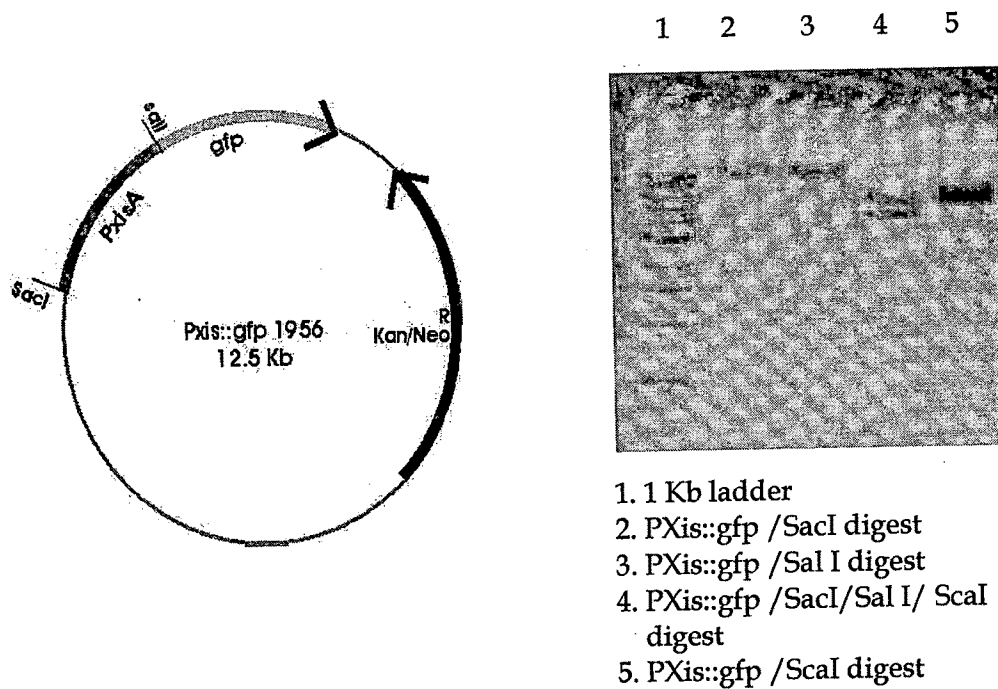 1 2 3 4 5
SalI
gfp
PxisA
SacI
Pxis::gfp 1956
12.5 Kb
R
Kan/Neo
1. 1 Kb ladder
2. PXis::gfp /SacI digest
3. PXis::gfp /Sal I digest
4. PXis::gfp /SacI/Sal I/ ScaI
digest
5. PXis::gfp /ScaI digest